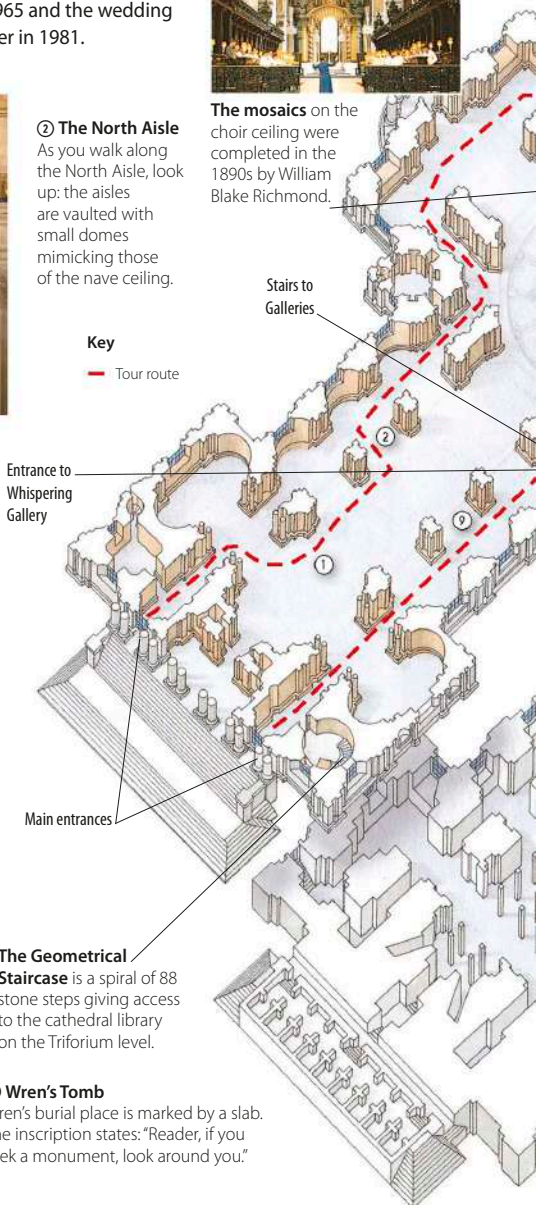 965 and the wedding
er in 1981.
② The North Aisle
As you walk along
the North Aisle, look
up: the aisles
are vaulted with
small domes
mimicking those
of the nave ceiling.
The mosaics on the
choir ceiling were
completed in the
1890s by William
Blake Richmond.
Stairs to
Galleries
Key
Tour route
Entrance to
Whispering
Gallery
②
⑨
①
Main entrances
The Geometrical
Staircase is a spiral of 88
stone steps giving access
to the cathedral library
on the Triforium level.
Wren's Tomb
ren's burial place is marked by a slab.
he inscription states: “Reader, if you
ek a monument, look around you.”